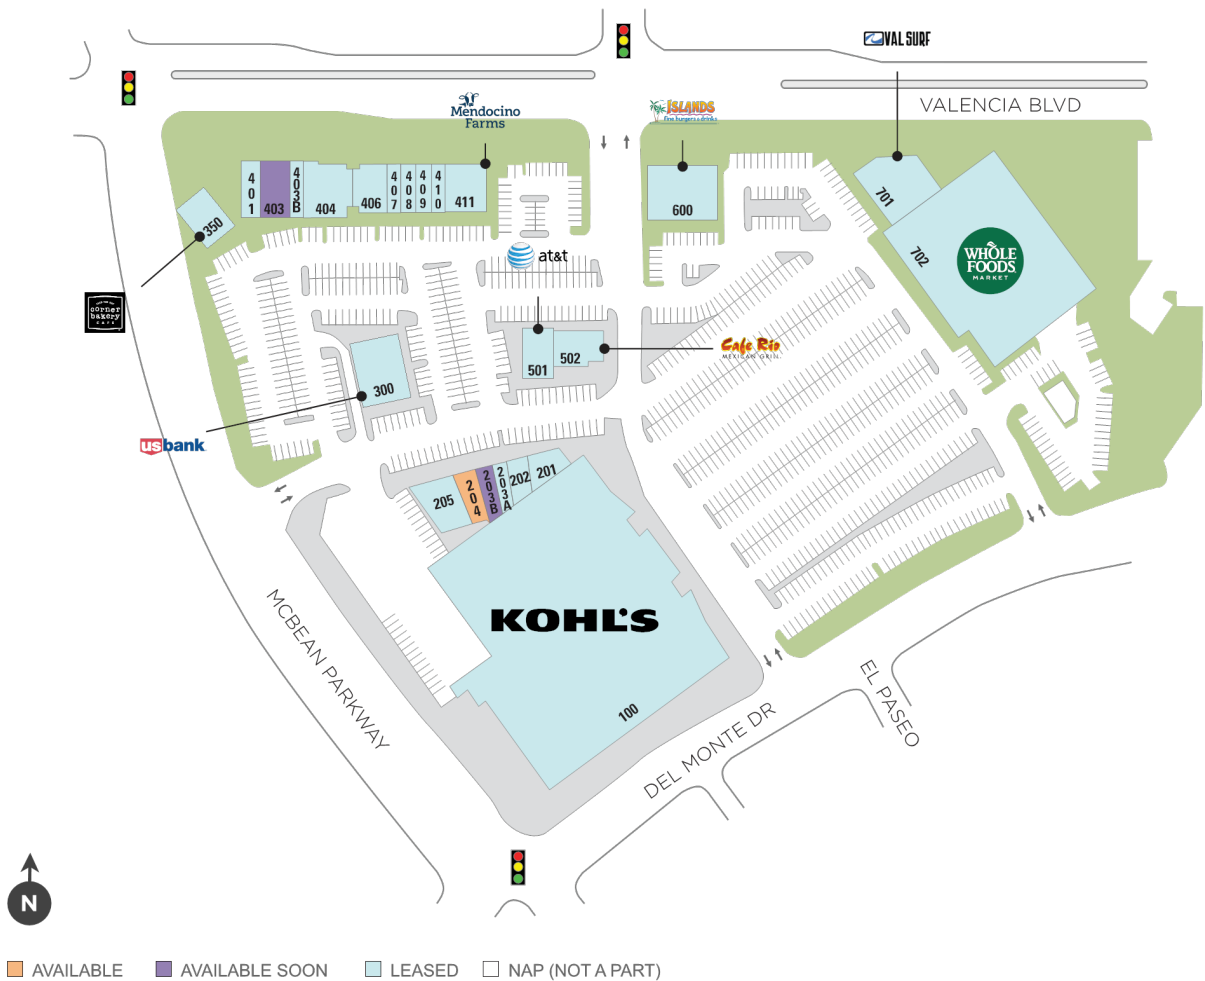 VAL SURF
VALENCIA BLVD
Mendocino
Farms
ISLANDS
fine burgers & drinks
401
403
403B
404
406
407
408
409
410
411
350
600
701
702
WHOLE
FOODS
MARKET
at&t
corner
bakery
CAFE
501
502
Cafe Rio
MEXICAN GRILL
300
usbank
205
204
203B
203A
202
201
KOHL'S
100
MCBEAN PARKWAY
DEL MONTE DR
EL PASEO
N
AVAILABLE
AVAILABLE SOON
LEASED
NAP (NOT A PART)